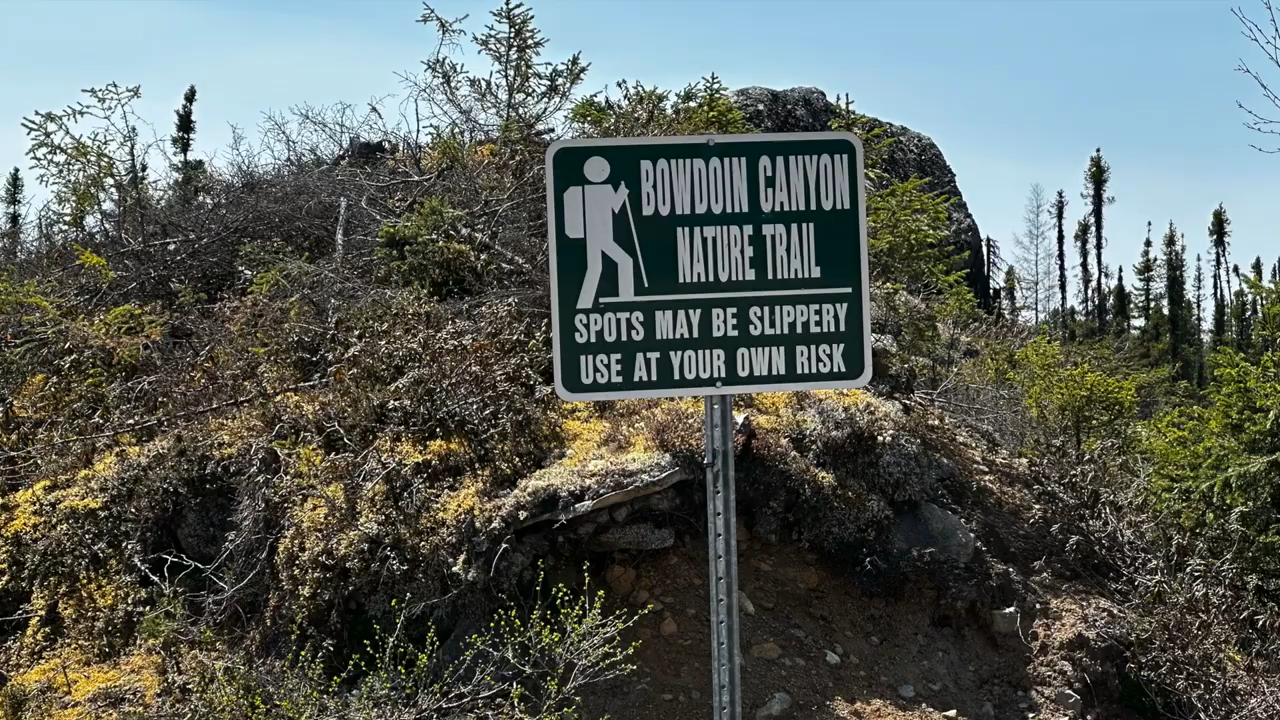 BOWDOIN CANYON
NATURE TRAIL
SPOTS MAY BE SLIPPERY
USE AT YOUR OWN RISK